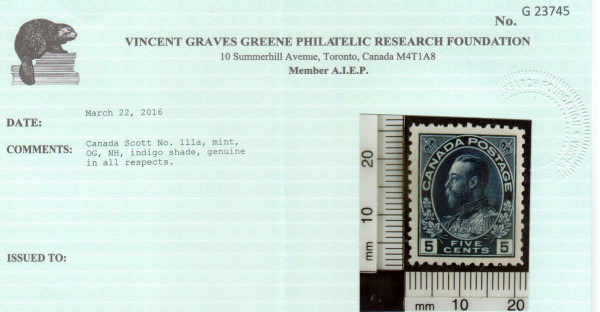 No. G 23745
VINCENT GRAVES GREENE PHILATELIC RESEARCH FOUNDATION
10 Summerhill Avenue, Toronto, Canada M4T1A8
Member A.I.E.P.
DATE: March 22, 2016
COMMENTS: Canada Scott No. 111a, mint,
OG, NH, indigo shade, genuine
in all respects.
ISSUED TO:
20
10
mm
CANADA POSTAGE
5 FIVE CENTS 5
mm 10 20